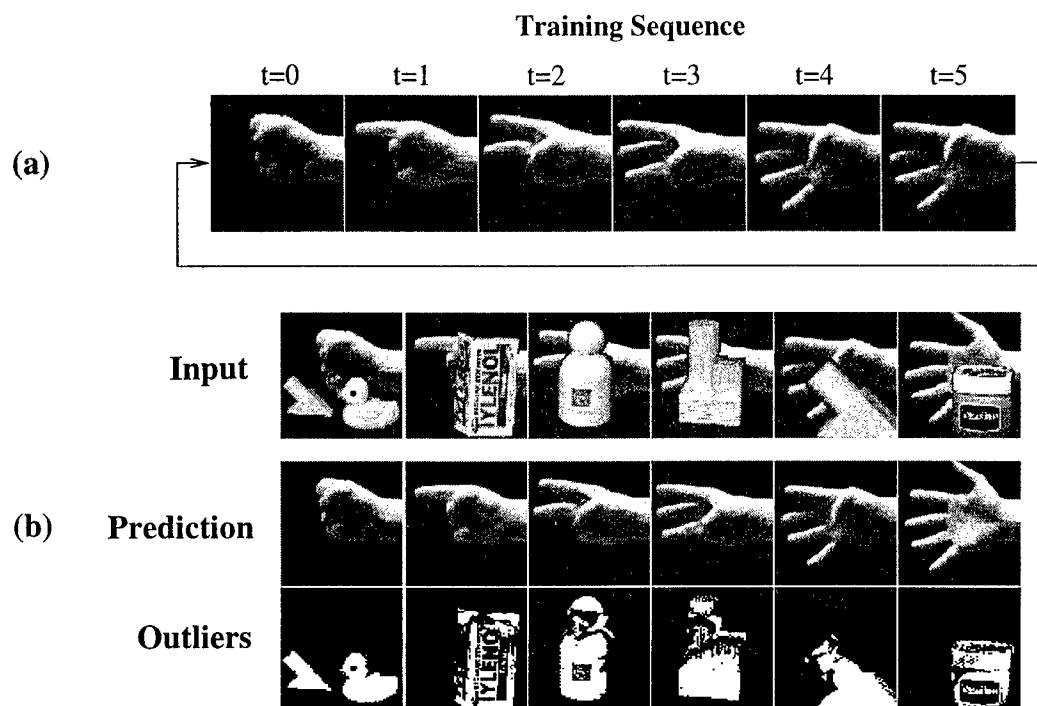 Training Sequence
t=0 t=1 t=2 t=3 t=4 t=5
(a)
Input
TYLENOL
(b) Prediction
Outliers
TYLENOL